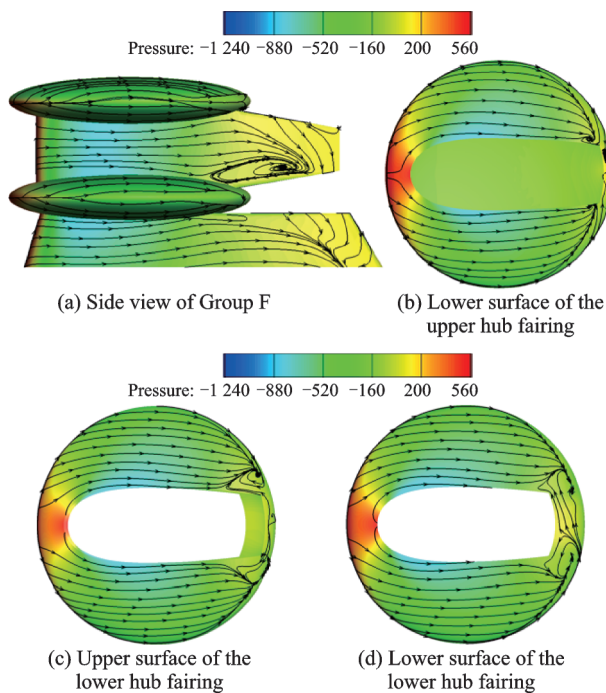 Pressure: −1 240 −880 −520 −160 200 560
(a) Side view of Group F
(b) Lower surface of the
upper hub fairing
Pressure: −1 240 −880 −520 −160 200 560
(c) Upper surface of the
lower hub fairing
(d) Lower surface of the
lower hub fairing